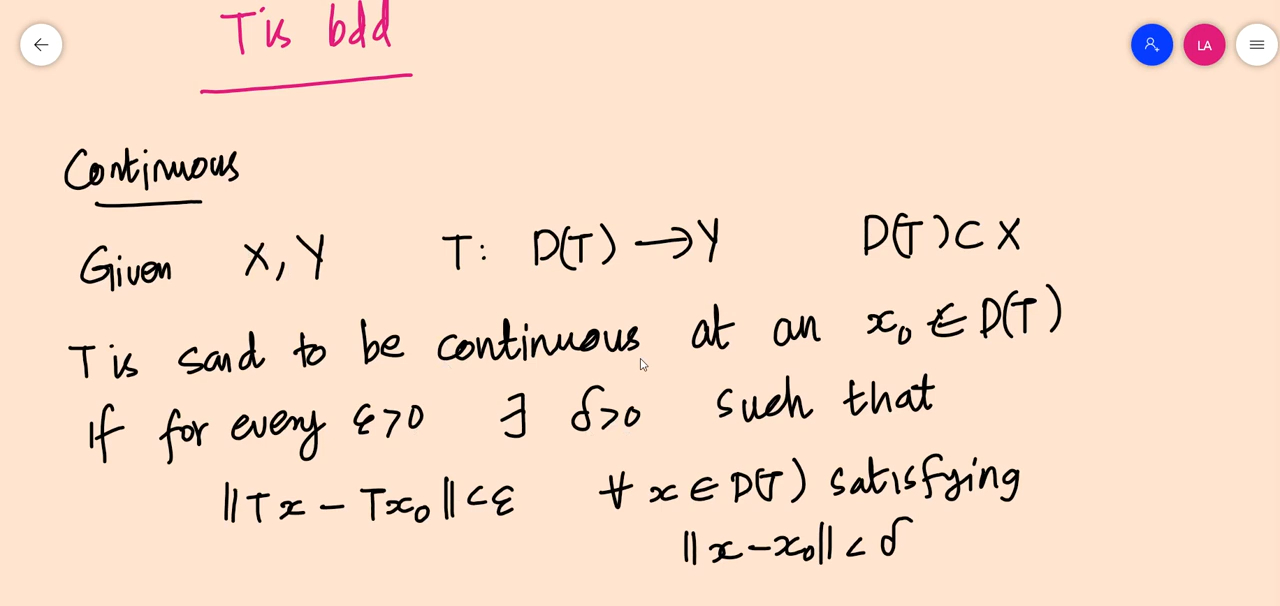 T is bdd
LA
Continuous
Given X, Y T: D(T) → Y D(T) ⊂ X
T is said to be continuous at an x₀ ∈ D(T)
If for every ε>0 ∃ δ>0 such that
||Tx - Tx₀|| < ε ∀ x ∈ D(T) satisfying
||x - x₀|| < δ